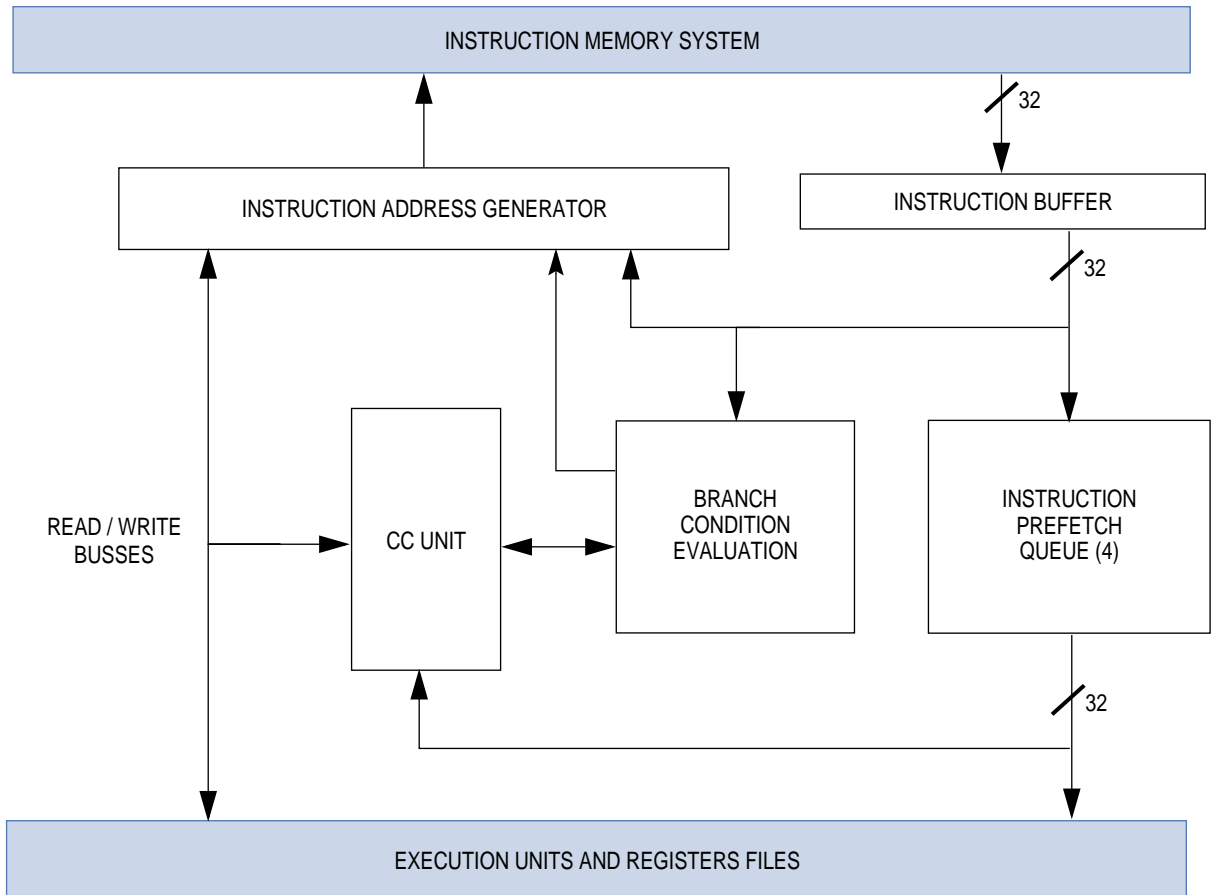 INSTRUCTION MEMORY SYSTEM
32
INSTRUCTION ADDRESS GENERATOR
INSTRUCTION BUFFER
32
READ / WRITE
BUSSES
CC UNIT
BRANCH
CONDITION
EVALUATION
INSTRUCTION
PREFETCH
QUEUE (4)
32
EXECUTION UNITS AND REGISTERS FILES